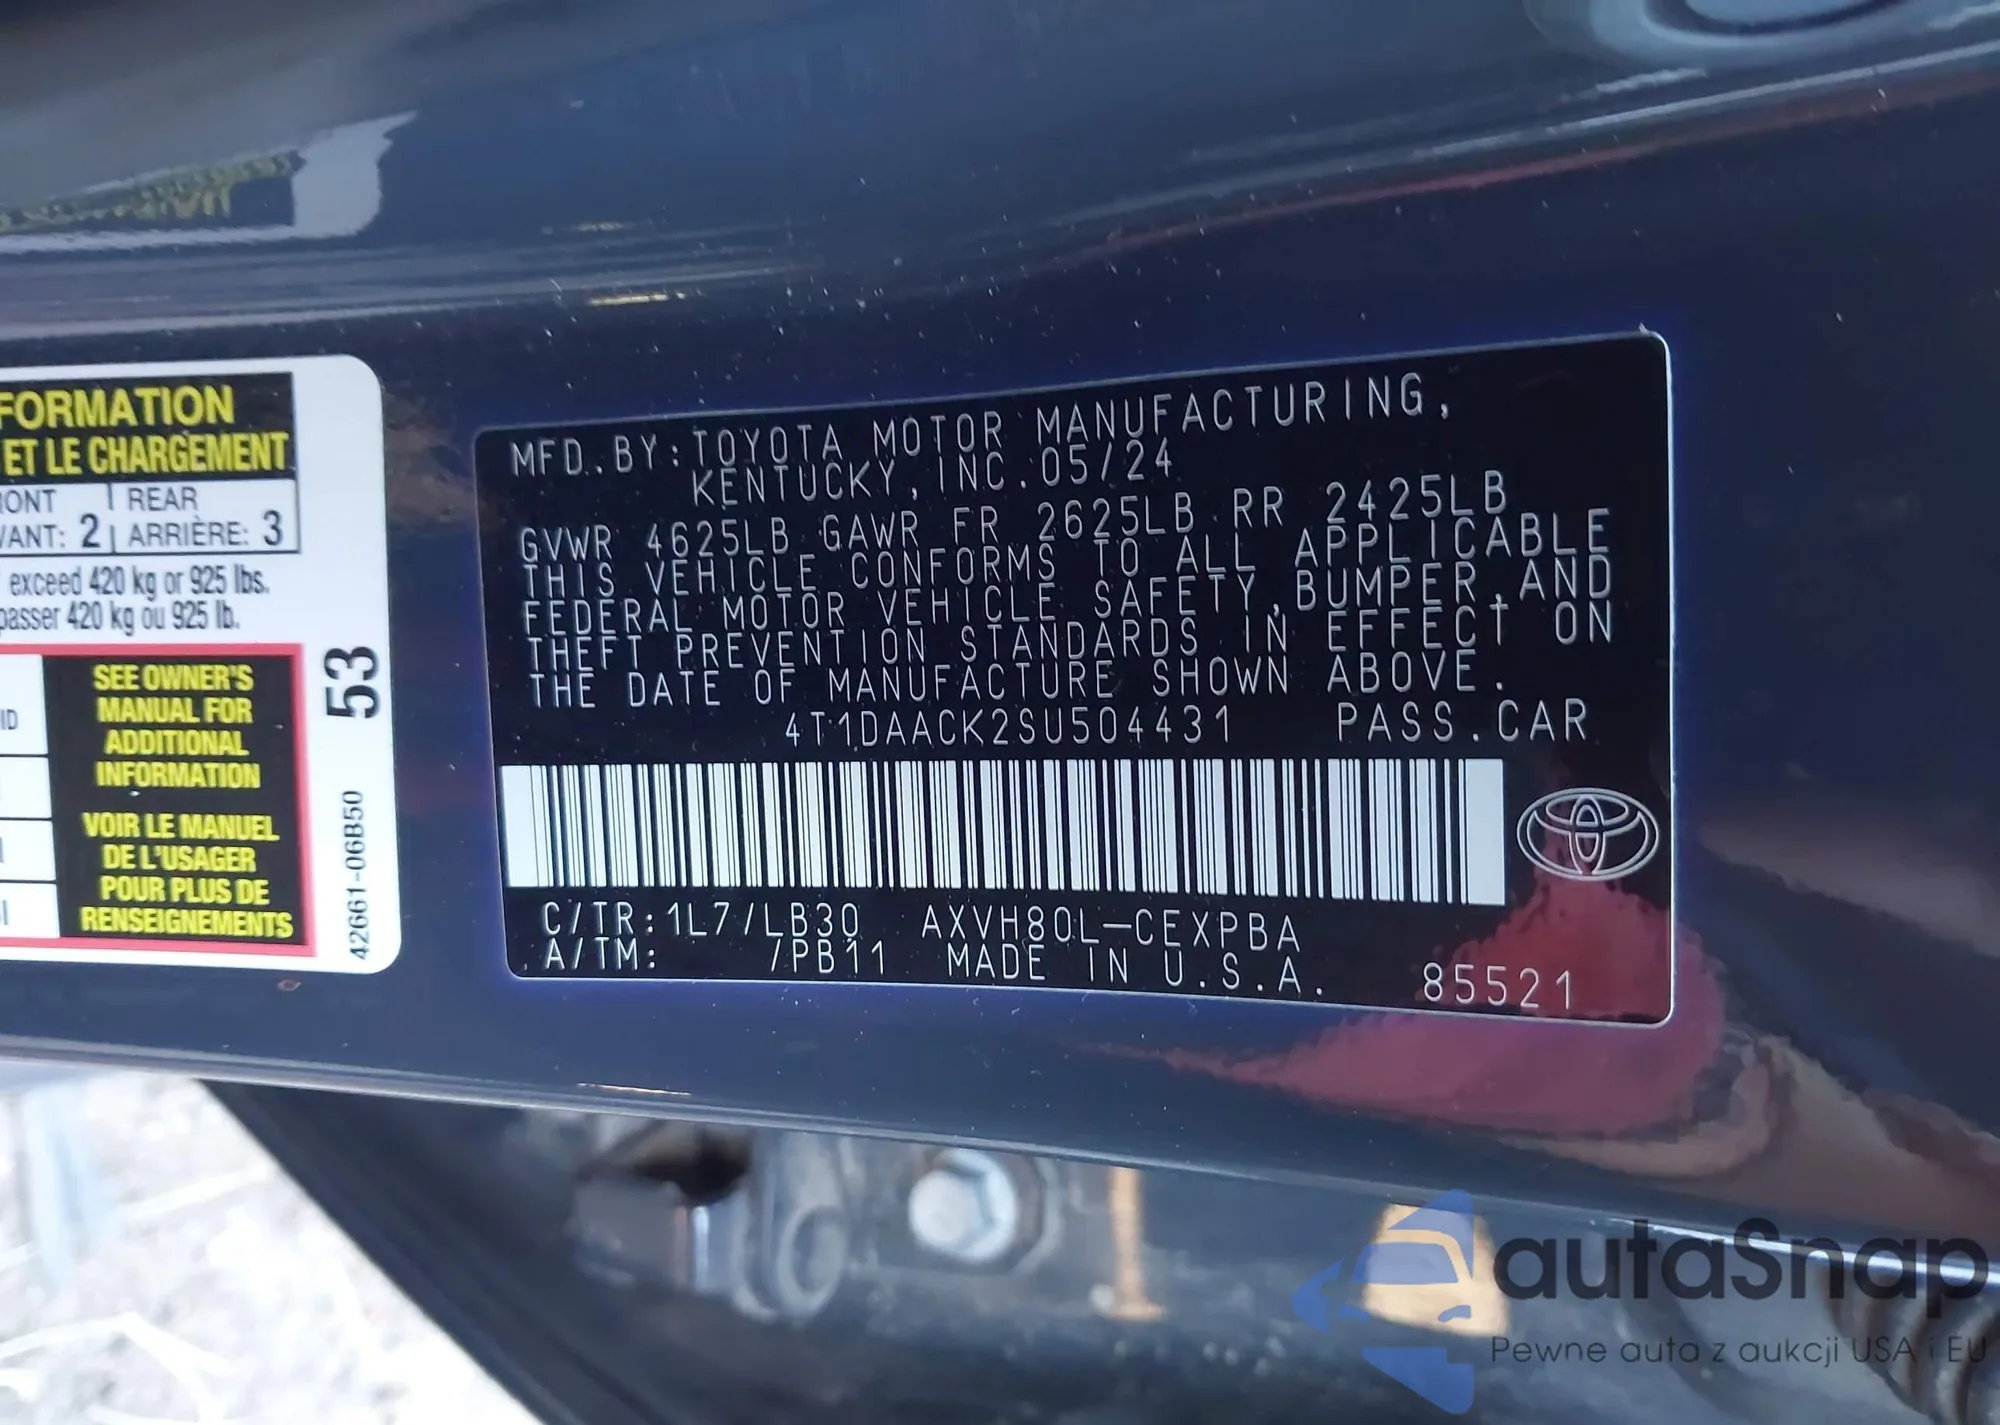 FORMATION
ET LE CHARGEMENT
REAR
2 ARRIÈRE: 3
exceed 420 kg or 925 lbs.
passer 420 kg ou 925 lb.
SEE OWNER'S
MANUAL FOR
ADDITIONAL
INFORMATION
VOIR LE MANUEL
DE L'USAGER
POUR PLUS DE
RENSEIGNEMENTS
53
42661-06B50
MFD. BY: TOYOTA MOTOR MANUFACTURING,
KENTUCKY, INC. 05/24
GVWR 4625LB GAWR FR 2625LB RR 2425LB
THIS VEHICLE CONFORMS TO ALL APPLICABLE
FEDERAL MOTOR VEHICLE SAFETY, BUMPER, AND
THEFT PREVENTION STANDARDS IN EFFECT ON
THE DATE OF MANUFACTURE SHOWN ABOVE.
4T1DAACK2SU504431 PASS.CAR
C/TR: 1L7/LB30 AXVH80L-CEXPBA
A/TM: /PB11 MADE IN U.S.A. 85521
autaSnap
Pewne auta z aukcji USA i EU